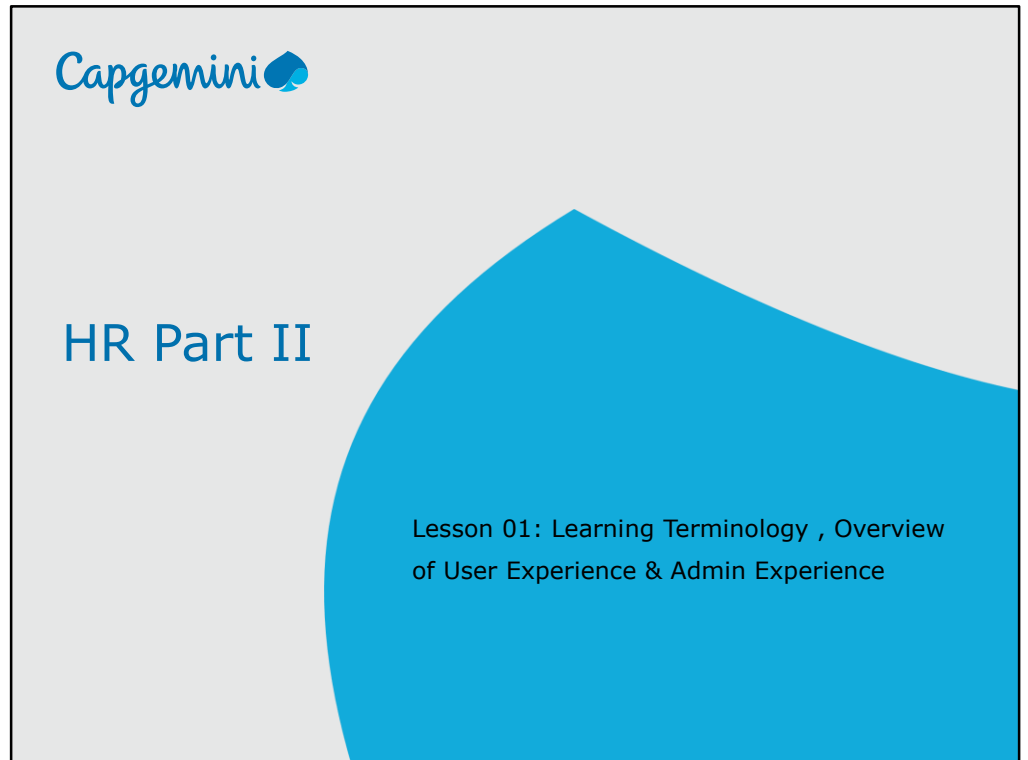 Capgemini
HR Part II
Lesson 01: Learning Terminology , Overview
of User Experience & Admin Experience